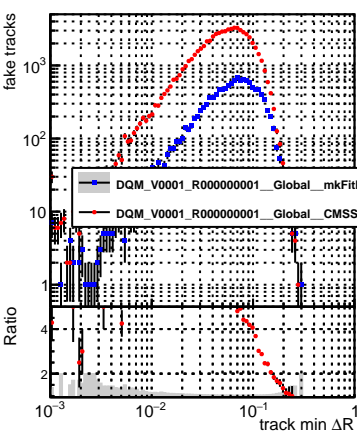 fake tracks
10³
10²
DQM_V0001_R000000001__Global__mkFit
DQM_V0001_R000000001__Global__CMSS
10
1
Ratio
4
2
10⁻³ 10⁻² 10⁻¹ 1
track min ΔR